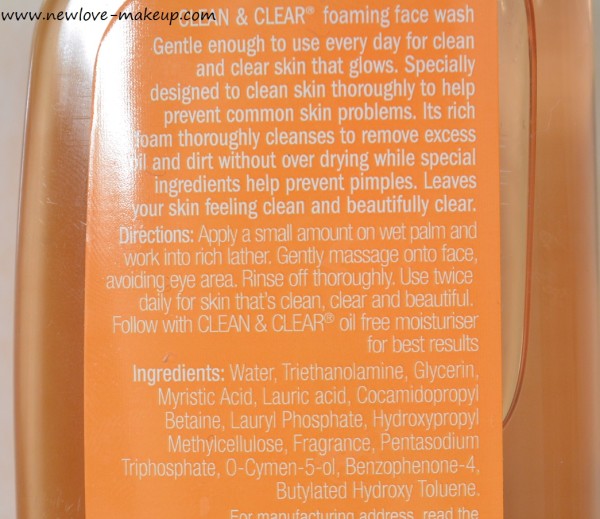 www.newlove-makeup.com
CLEAN & CLEAR® foaming face wash
Gentle enough to use every day for clean
and clear skin that glows. Specially
designed to clean skin thoroughly to help
prevent common skin problems. Its rich
foam thoroughly cleanses to remove excess
oil and dirt without over drying while special
ingredients help prevent pimples. Leaves
your skin feeling clean and beautifully clear.
Directions: Apply a small amount on wet palm and
work into rich lather. Gently massage onto face,
avoiding eye area. Rinse off thoroughly. Use twice
daily for skin that's clean, clear and beautiful.
Follow with CLEAN & CLEAR® oil free moisturiser
for best results
Ingredients: Water, Triethanolamine, Glycerin,
Myristic Acid, Lauric acid, Cocamidopropyl
Betaine, Lauryl Phosphate, Hydroxypropyl
Methylcellulose, Fragrance, Pentasodium
Triphosphate, O-Cymen-5-ol, Benzophenone-4,
Butylated Hydroxy Toluene.
For manufacturing address, read the